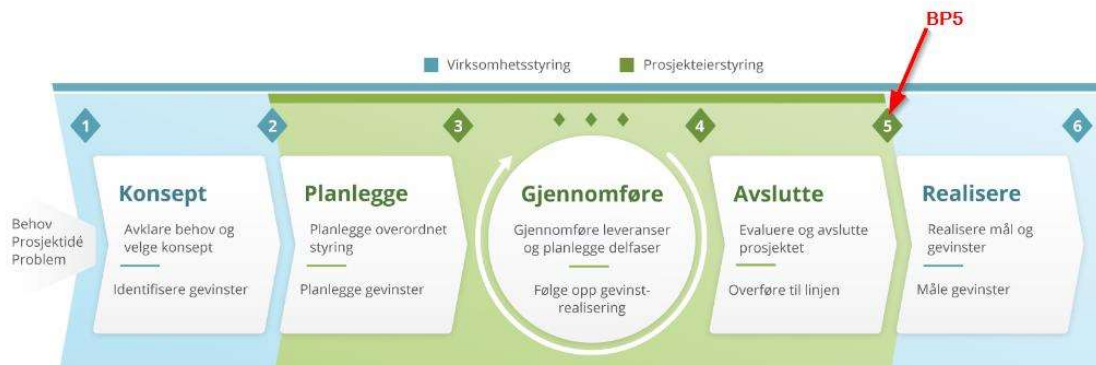 BP5
Virksomhetsstyring
Prosjekteierstyring
1
2
3
4
5
6
Behov
Prosjektidé
Problem
Konsept
Avklare behov og
velge konsept
Identifisere gevinster
Planlegge
Planlegge overordnet
styring
Planlegge gevinster
Gjennomføre
Gjennomføre leveranser
og planlegge delfaser
Følge opp gevinst-
realisering
Avslutte
Evaluere og avslutte
prosjektet
Overføre til linjen
Realisere
Realisere mål og
gevinster
Måle gevinster